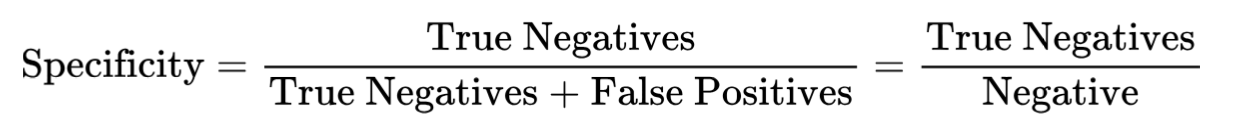 Specificity = True Negatives / True Negatives + False Positives = True Negatives / Negative